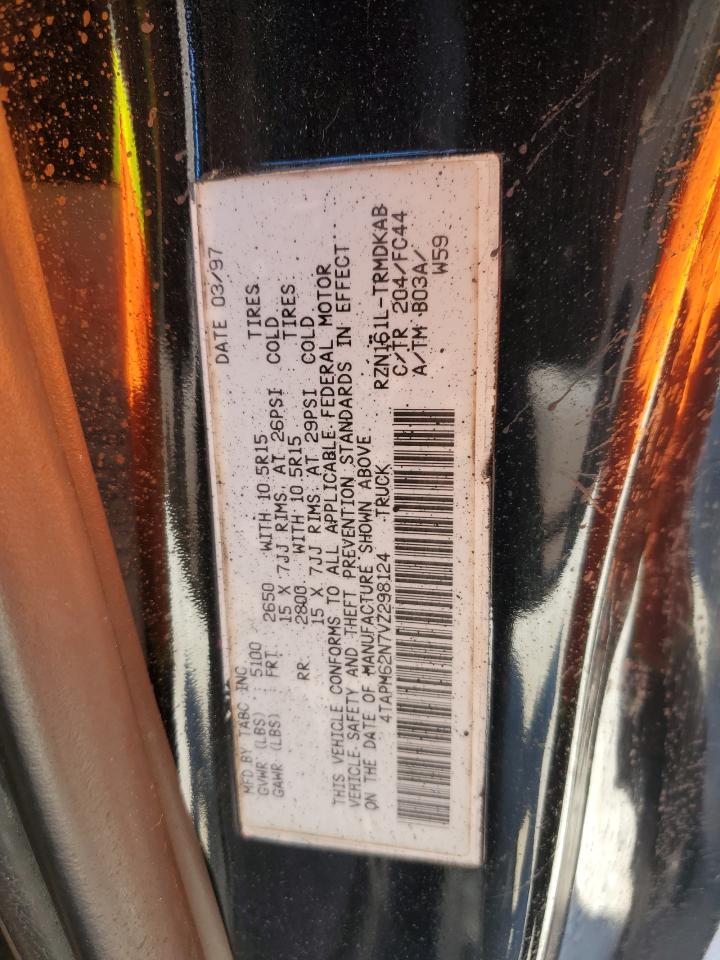 MFD BY TABC INC DATE 03/97
GVWR (LBS) : 5100
GAWR (LBS) : FRT. 2650 WITH 10.5R15 TIRES,
15 X 7JJ RIMS, AT 26PSI COLD
RR. 2800 WITH 10.5R15 TIRES
15 X 7JJ RIMS, AT 29PSI COLD
THIS VEHICLE CONFORMS TO ALL APPLICABLE FEDERAL MOTOR
VEHICLE SAFETY AND THEFT PREVENTION STANDARDS IN EFFECT
ON THE DATE OF MANUFACTURE SHOWN ABOVE
4TAPM62N7VZ298124 TRUCK
RZN161L-TRMDKAB
C/TR 204/FC44
A/TM B03A/
W59